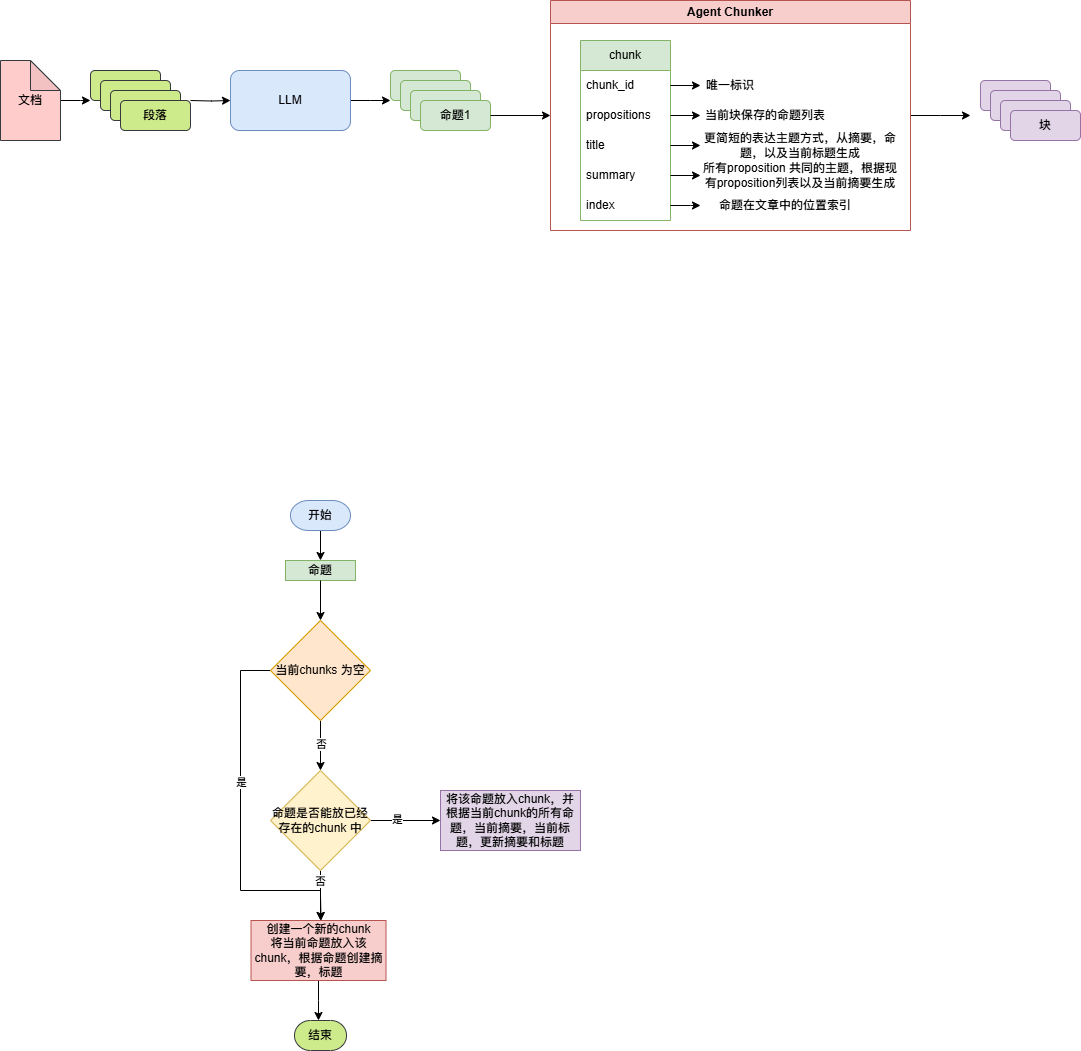 Agent Chunker
文档
段落
LLM
命题1
chunk
chunk_id
唯一标识
propositions
当前块保存的命题列表
title
更简短的表达主题方式，从摘要，命
题，以及当前标题生成
summary
所有proposition 共同的主题，根据现
有proposition列表以及当前摘要生成
index
命题在文章中的位置索引
块
开始
命题
当前chunks 为空
否
是
命题是否能放已经
存在的chunk 中
是
将该命题放入chunk，并
根据当前chunk的所有命
题，当前摘要，当前标
题，更新摘要和标题
否
创建一个新的chunk
将当前命题放入该
chunk，根据命题创建摘
要，标题
结束